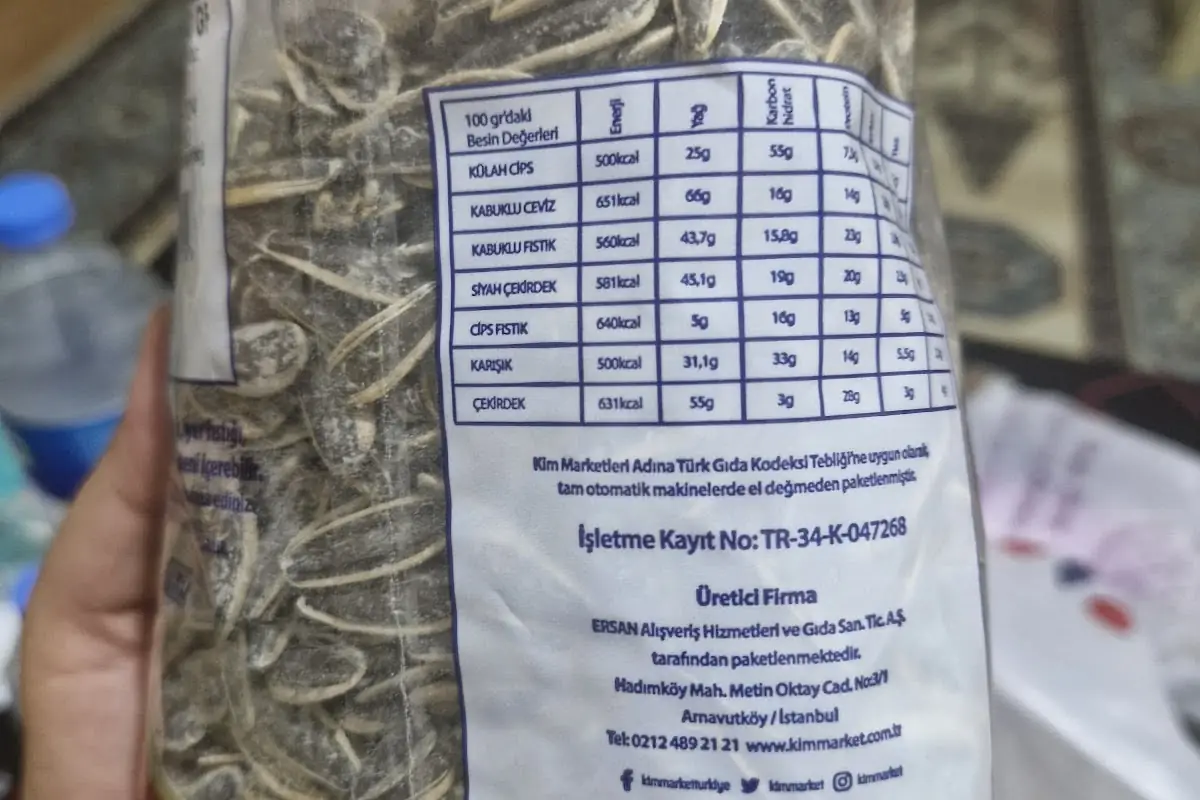 100 gr'daki Besin Değerleri Enerji Yağ Karbon hidrat
KÜLAH CİPS 500kcal 25g 55g
KABUKLU CEVİZ 651kcal 66g 16g 14g
KABUKLU FISTIK 560kcal 43,7g 15,8g 23g
SİYAH ÇEKİRDEK 581kcal 45,1g 19g 20g
CİPS FISTIK 640kcal 5g 16g 13g 5g
KARIŞIK 500kcal 31,1g 33g 14g 5.5g
ÇEKİRDEK 631kcal 55g 3g 28g 3g
Kim Marketleri Adına Türk Gıda Kodeksi Tebliği'ne uygun olarak,
tam otomatik makinelerde el değmeden paketlenmiştir.
İşletme Kayıt No: TR-34-K-047268
Üretici Firma
ERSAN Alışveriş Hizmetleri ve Gıda San. Tic. A.Ş.
tarafından paketlenmektedir.
Hadımköy Mah. Metin Oktay Cad. No:3/1
Arnavutköy / İstanbul
Tel: 0212 489 21 21 www.kimmarket.com.tr
kimmarketturkiye kimmarket kimmarket
yerfıstığı,
içerebilir.